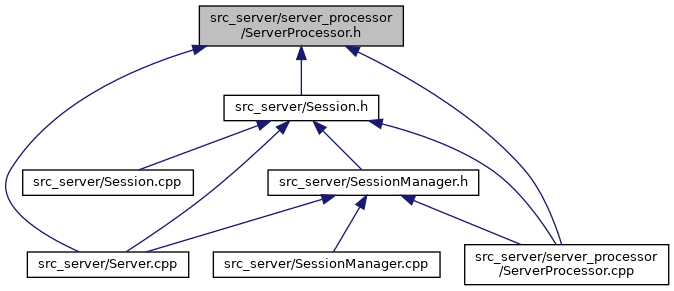 src_server/server_processor
/ServerProcessor.h
src_server/Session.h
src_server/Session.cpp
src_server/SessionManager.h
src_server/Server.cpp
src_server/SessionManager.cpp
src_server/server_processor
/ServerProcessor.cpp